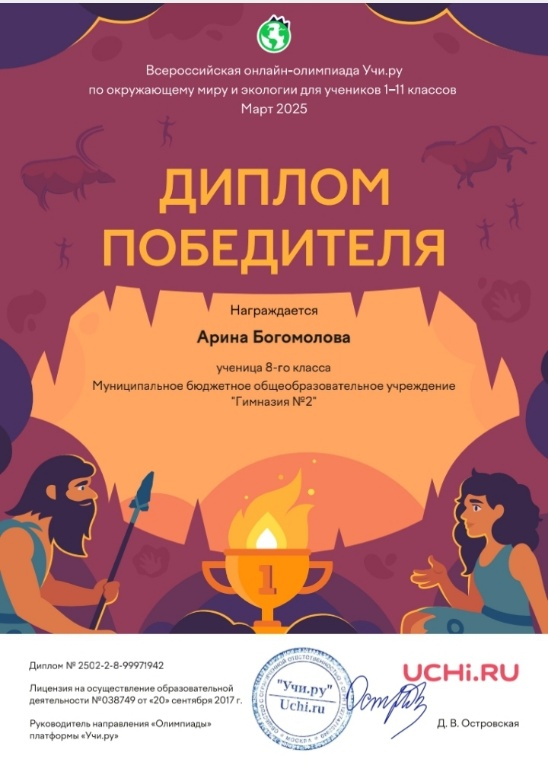 Всероссийская онлайн-олимпиада Учи.ру
по окружающему миру и экологии для учеников 1–11 классов
Март 2025
ДИПЛОМ
ПОБЕДИТЕЛЯ
Награждается
Арина Богомолова
ученица 8-го класса
Муниципальное бюджетное общеобразовательное учреждение
"Гимназия №2"
1
Диплом № 2502-2-8-99971942
Лицензия на осуществление образовательной
деятельности №038749 от «20» сентября 2017 г.
Руководитель направления «Олимпиады»
платформы «Учи.ру»
"Учи.ру"
Uchi.ru
МОСКВА
UCHi.RU
Д. В. Островская